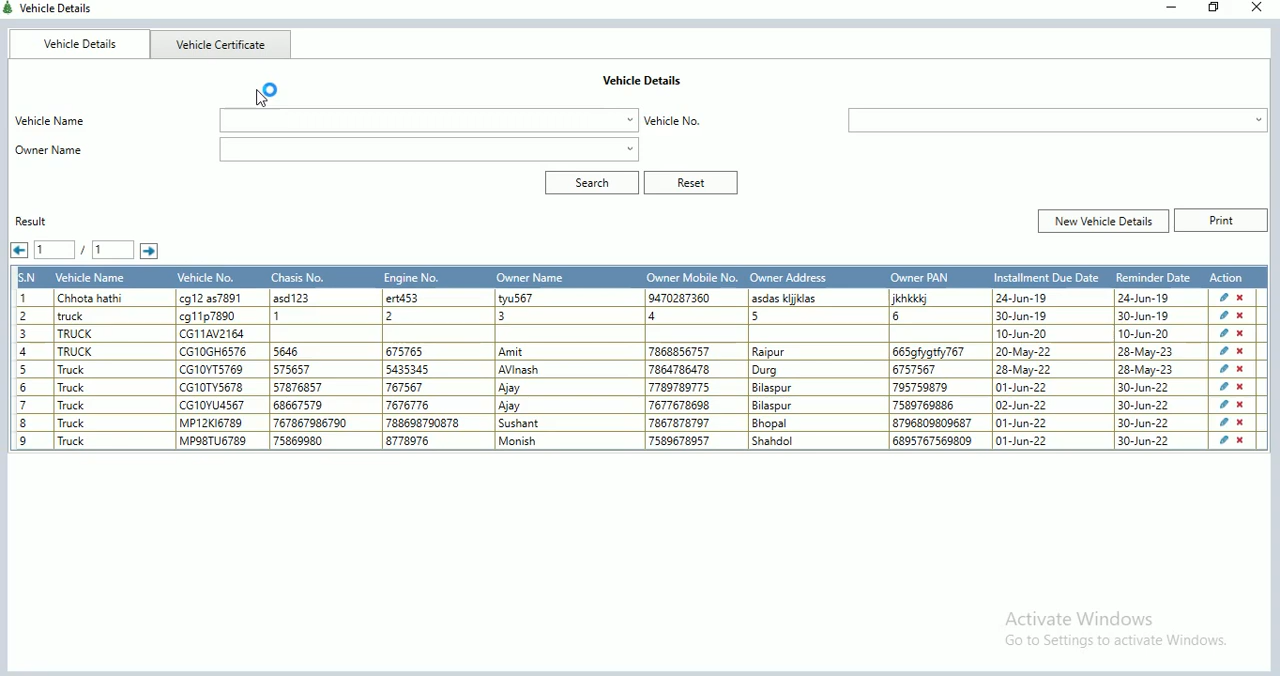 Vehicle Details
Vehicle Details Vehicle Certificate
Vehicle Details
Vehicle Name Vehicle No.
Owner Name
Search Reset
Result New Vehicle Details Print
1 / 1
S.N Vehicle Name Vehicle No. Chasis No. Engine No. Owner Name Owner Mobile No. Owner Address Owner PAN Installment Due Date Reminder Date Action
1 Chhota hathi cg12 as7891 asd123 ert453 tyu567 9470287360 asdas kljjklas jkhkkkj 24-Jun-19 24-Jun-19
2 truck cg11p7890 1 2 3 4 5 6 30-Jun-19 30-Jun-19
3 TRUCK CG11AV2164 10-Jun-20 10-Jun-20
4 TRUCK CG10GH6576 5646 675765 Amit 7868856757 Raipur 665gfygtfy767 20-May-22 28-May-23
5 Truck CG10YT5769 575657 5435345 AVInash 7864786478 Durg 6757567 28-May-22 28-May-23
6 Truck CG10TY5678 57876857 767567 Ajay 7789789775 Bilaspur 795759879 01-Jun-22 30-Jun-22
7 Truck CG10YU4567 68667579 7676776 Ajay 7677678698 Bilaspur 7589769886 02-Jun-22 30-Jun-22
8 Truck MP12KI6789 767867986790 788698790878 Sushant 7867878797 Bhopal 8796809809687 01-Jun-22 30-Jun-22
9 Truck MP98TU6789 75869980 8778976 Monish 7589678957 Shahdol 6895767569809 01-Jun-22 30-Jun-22
Activate Windows
Go to Settings to activate Windows.